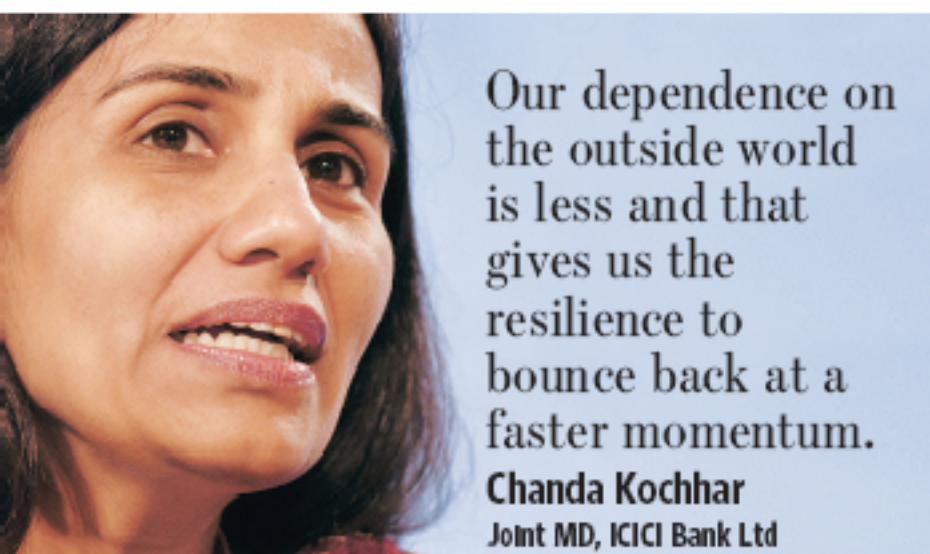 Our dependence on
the outside world
is less and that
gives us the
resilience to
bounce back at a
faster momentum.
Chanda Kochhar
Joint MD, ICICI Bank Ltd